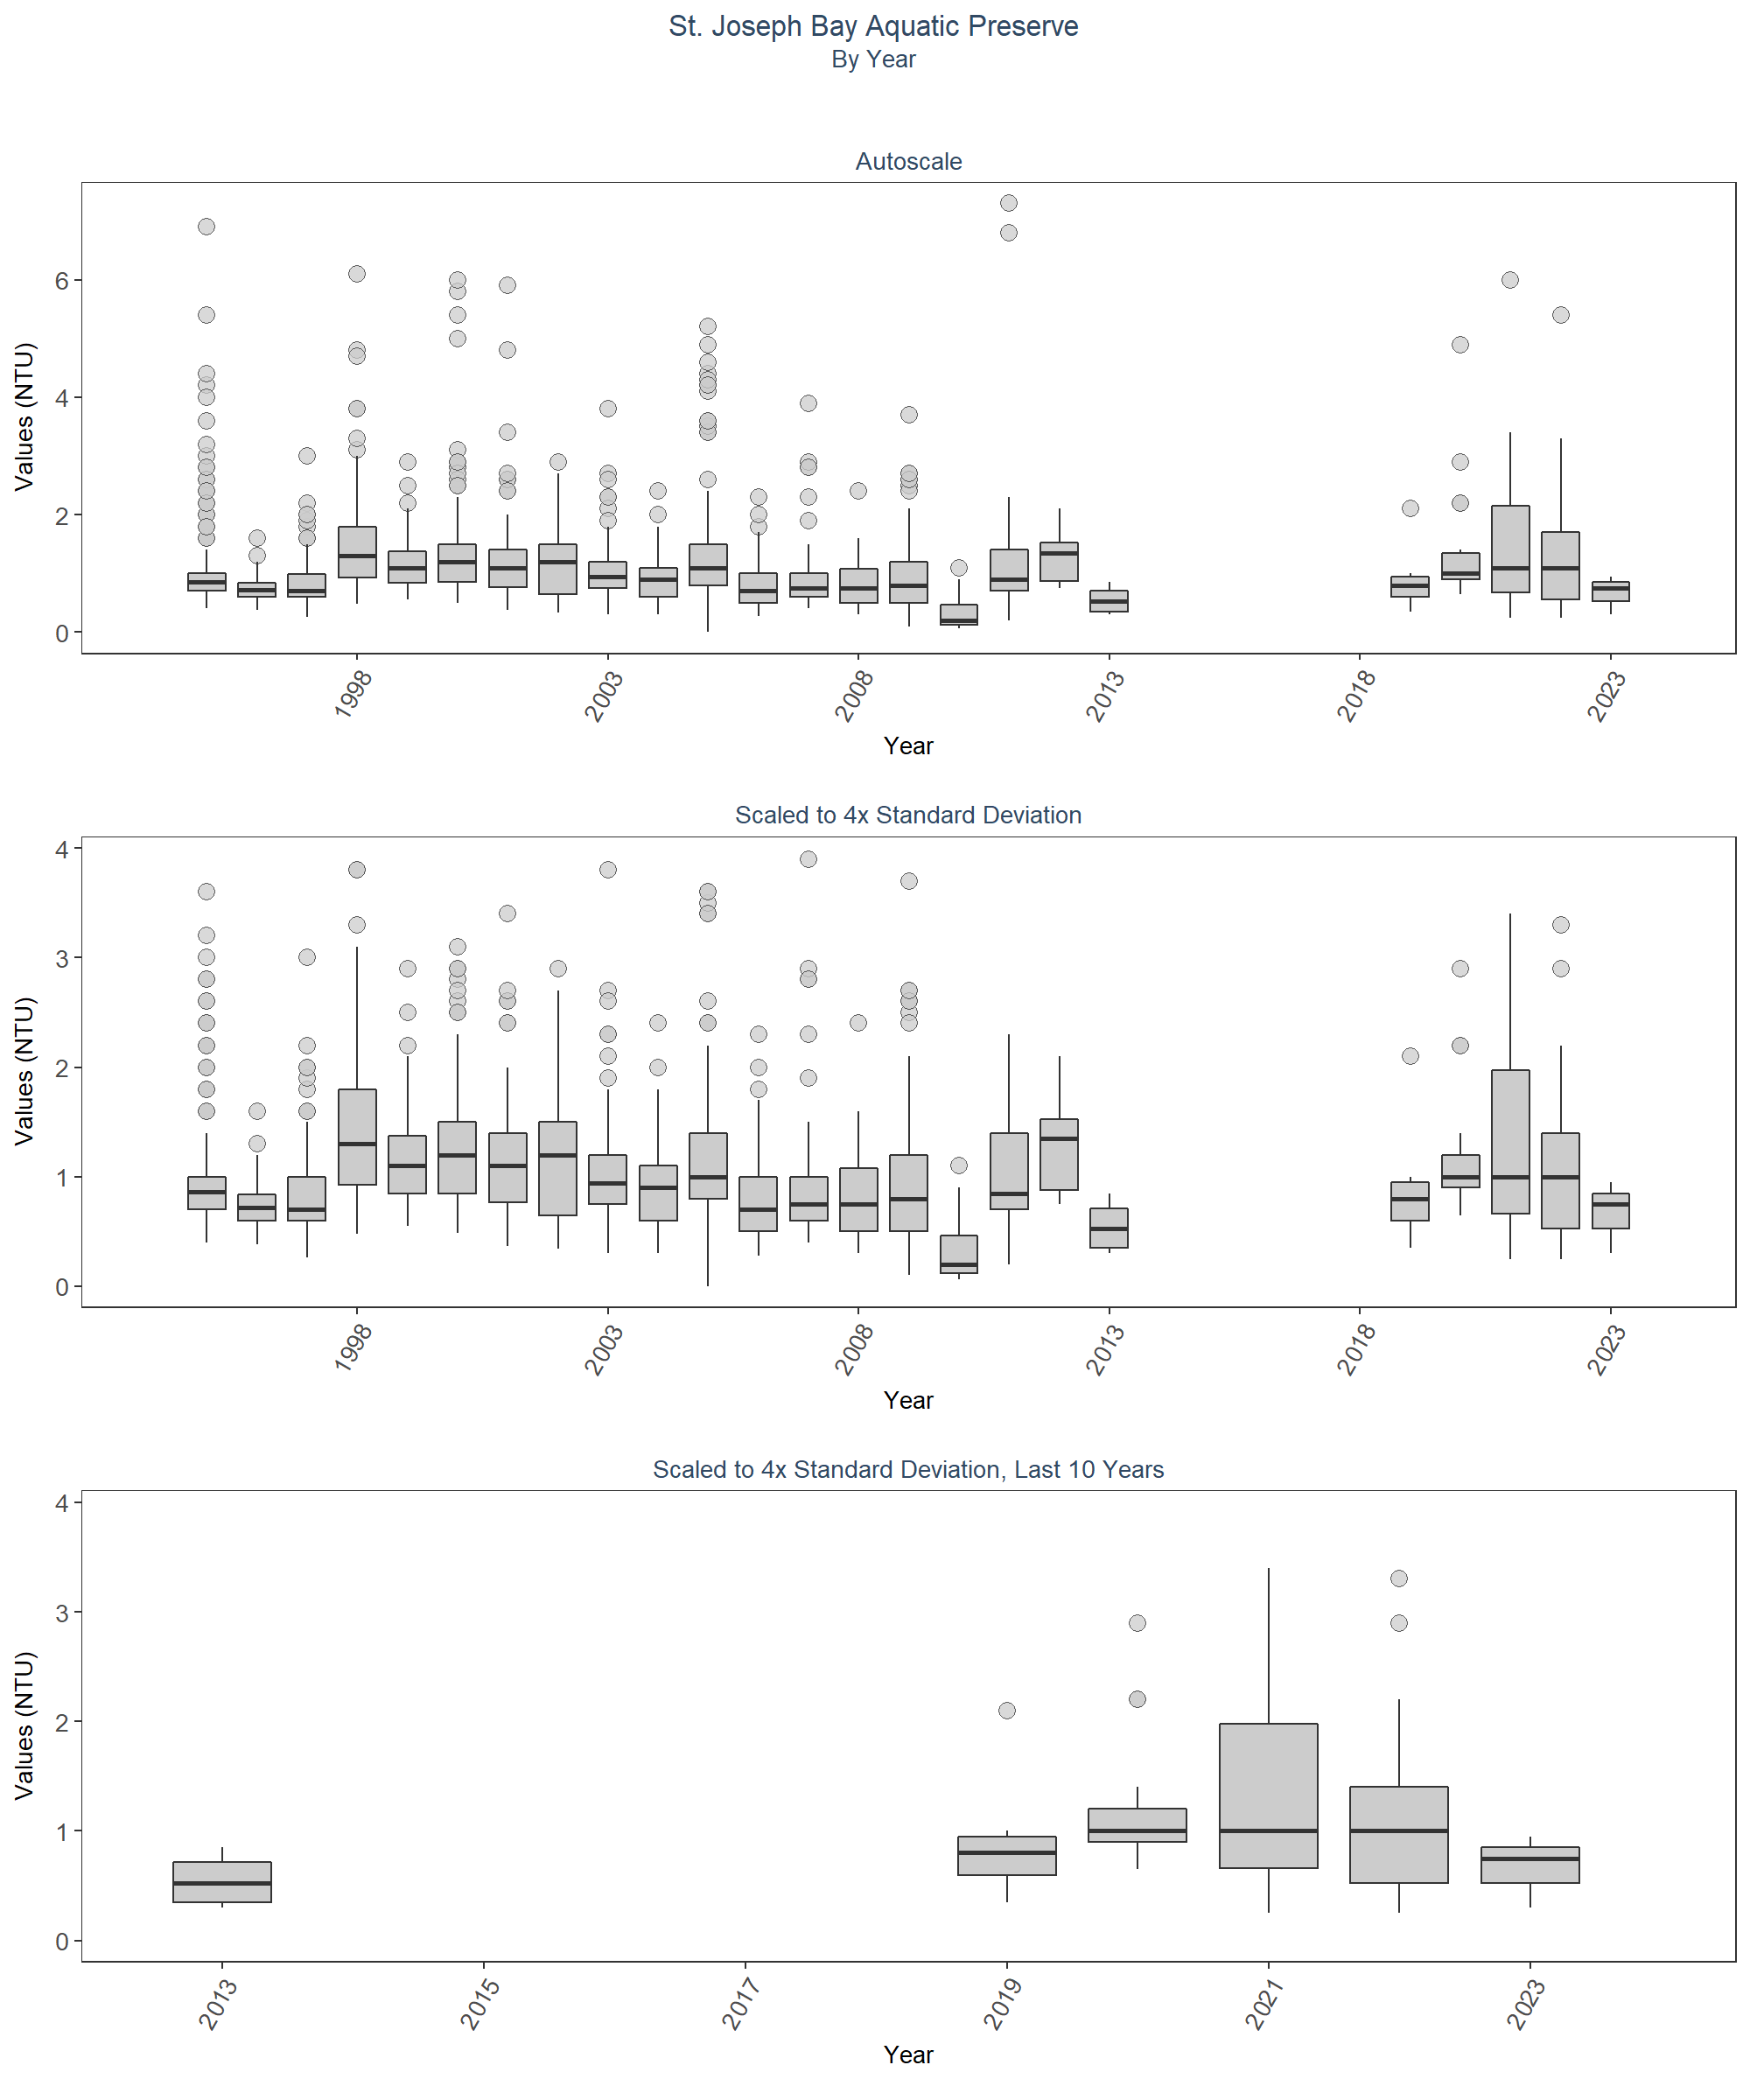 St. Joseph Bay Aquatic Preserve
By Year
Autoscale
Values (NTU)
6
4
2
0
1998 2003 2008 2013 2018 2023
Year
Scaled to 4x Standard Deviation
Values (NTU)
4
3
2
1
0
1998 2003 2008 2013 2018 2023
Year
Scaled to 4x Standard Deviation, Last 10 Years
Values (NTU)
4
3
2
1
0
2013 2015 2017 2019 2021 2023
Year